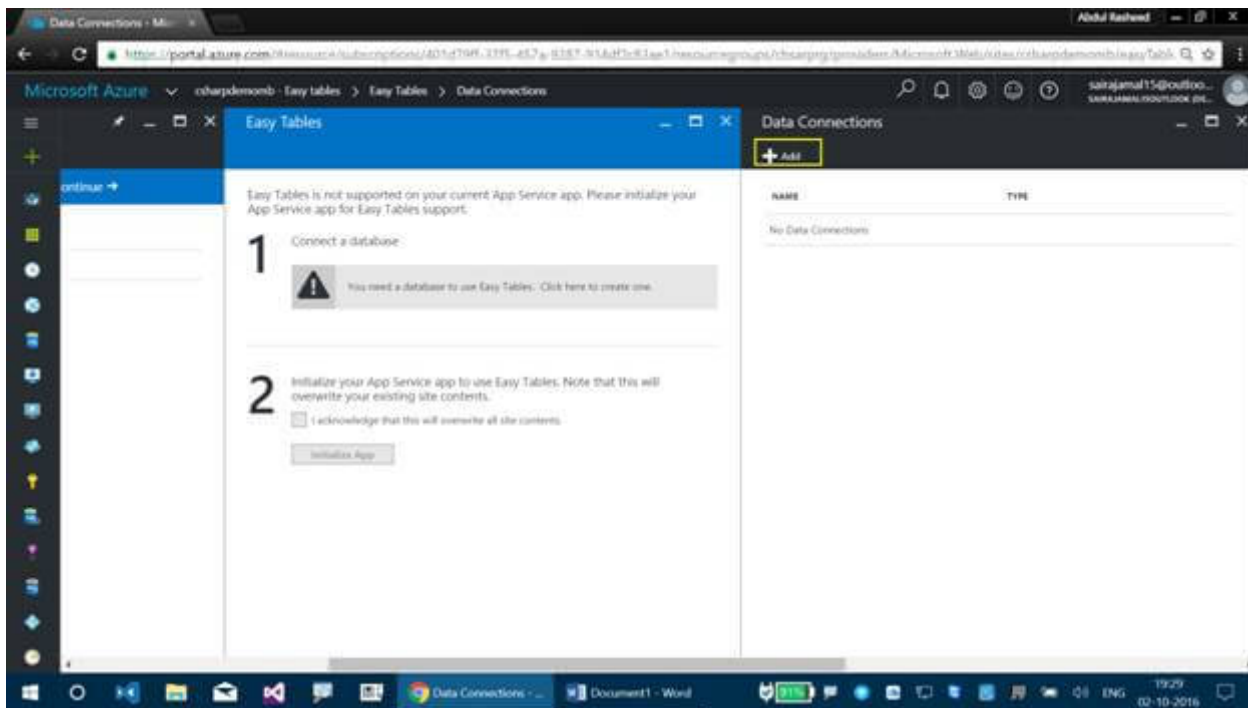 Data Connections - Mi
Abdul Rasheed
Microsoft Azure
csharpdemomb - Easy tables > Easy Tables > Data Connections
sairajamal15@outloo...
ontinue →
Easy Tables
Data Connections
Add
Easy Tables is not supported on your current App Service app. Please initialize your
App Service app for Easy Tables support.
1
Connect a database
You need a database to use Easy Tables. Click here to create one.
2
Initialize your App Service app to use Easy Tables. Note that this will
overwrite your existing site contents.
I acknowledge that this will overwrite all site contents.
Initialize App
NAME
TYPE
No Data Connections
Data Connections - ...
Document1 - Word
91%
ENG
19:29
02-10-2016